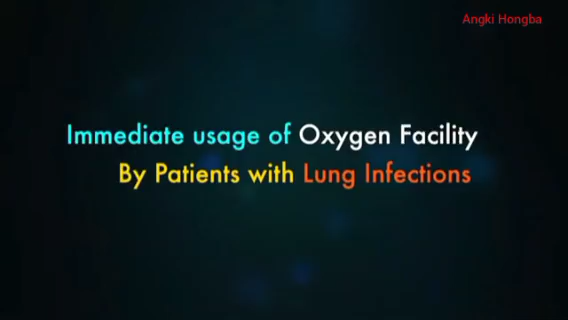 Angki Hongba
Immediate usage of Oxygen Facility
By Patients with Lung Infections